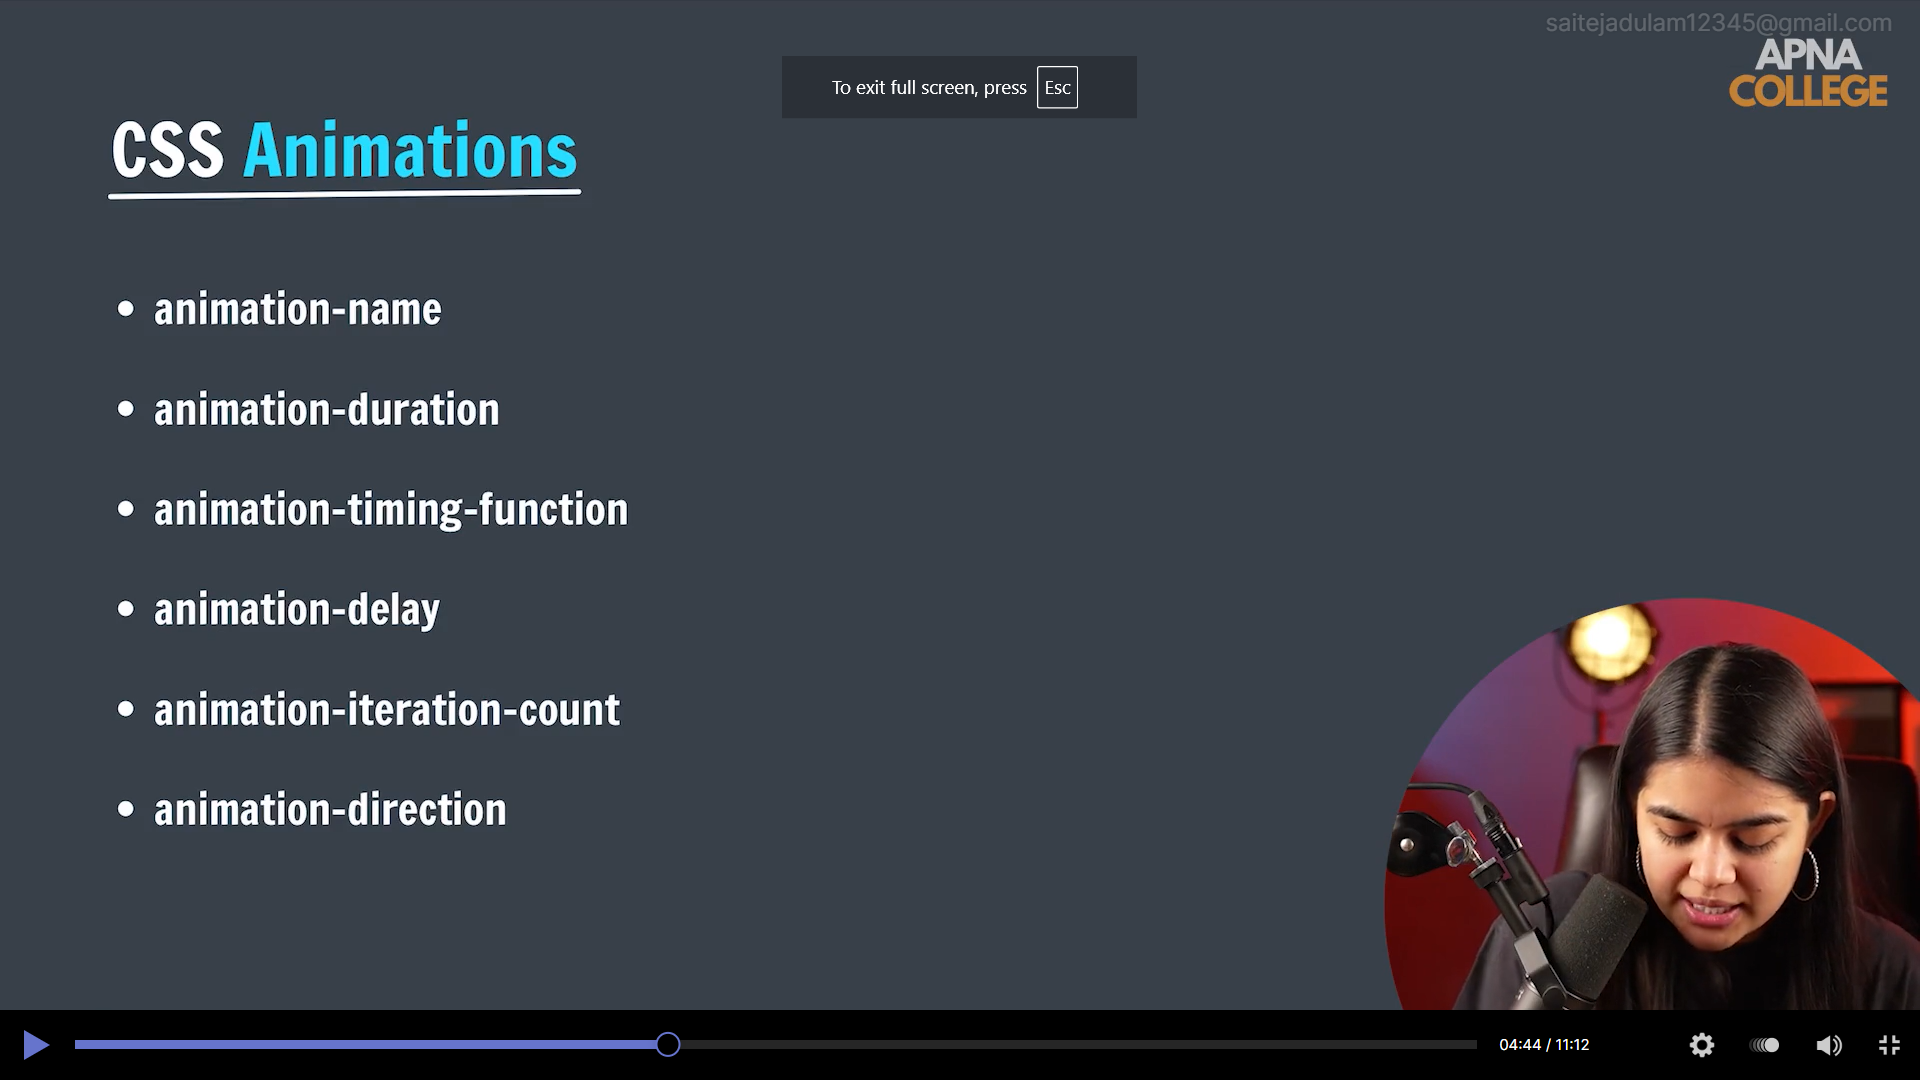 saitejadulam12345@gmail.com
APNA
COLLEGE
To exit full screen, press Esc
CSS Animations
• animation-name
• animation-duration
• animation-timing-function
• animation-delay
• animation-iteration-count
• animation-direction
04:44 / 11:12